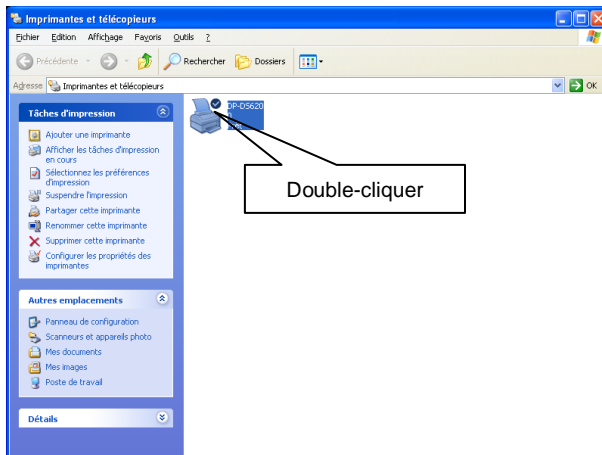 Imprimantes et télécopieurs
Fichier Edition Affichage Favoris Outils ?
Précédente Rechercher Dossiers
Adresse Imprimantes et télécopieurs OK
Tâches d'impression
Ajouter une imprimante
Afficher les tâches d'impression
en cours
Sélectionnez les préférences
d'impression
Suspendre l'impression
Partager cette imprimante
Renommer cette imprimante
Supprimer cette imprimante
Configurer les propriétés des
imprimantes
Autres emplacements
Panneau de configuration
Scanneurs et appareils photo
Mes documents
Mes images
Poste de travail
Détails
DP-DS620
Double-cliquer